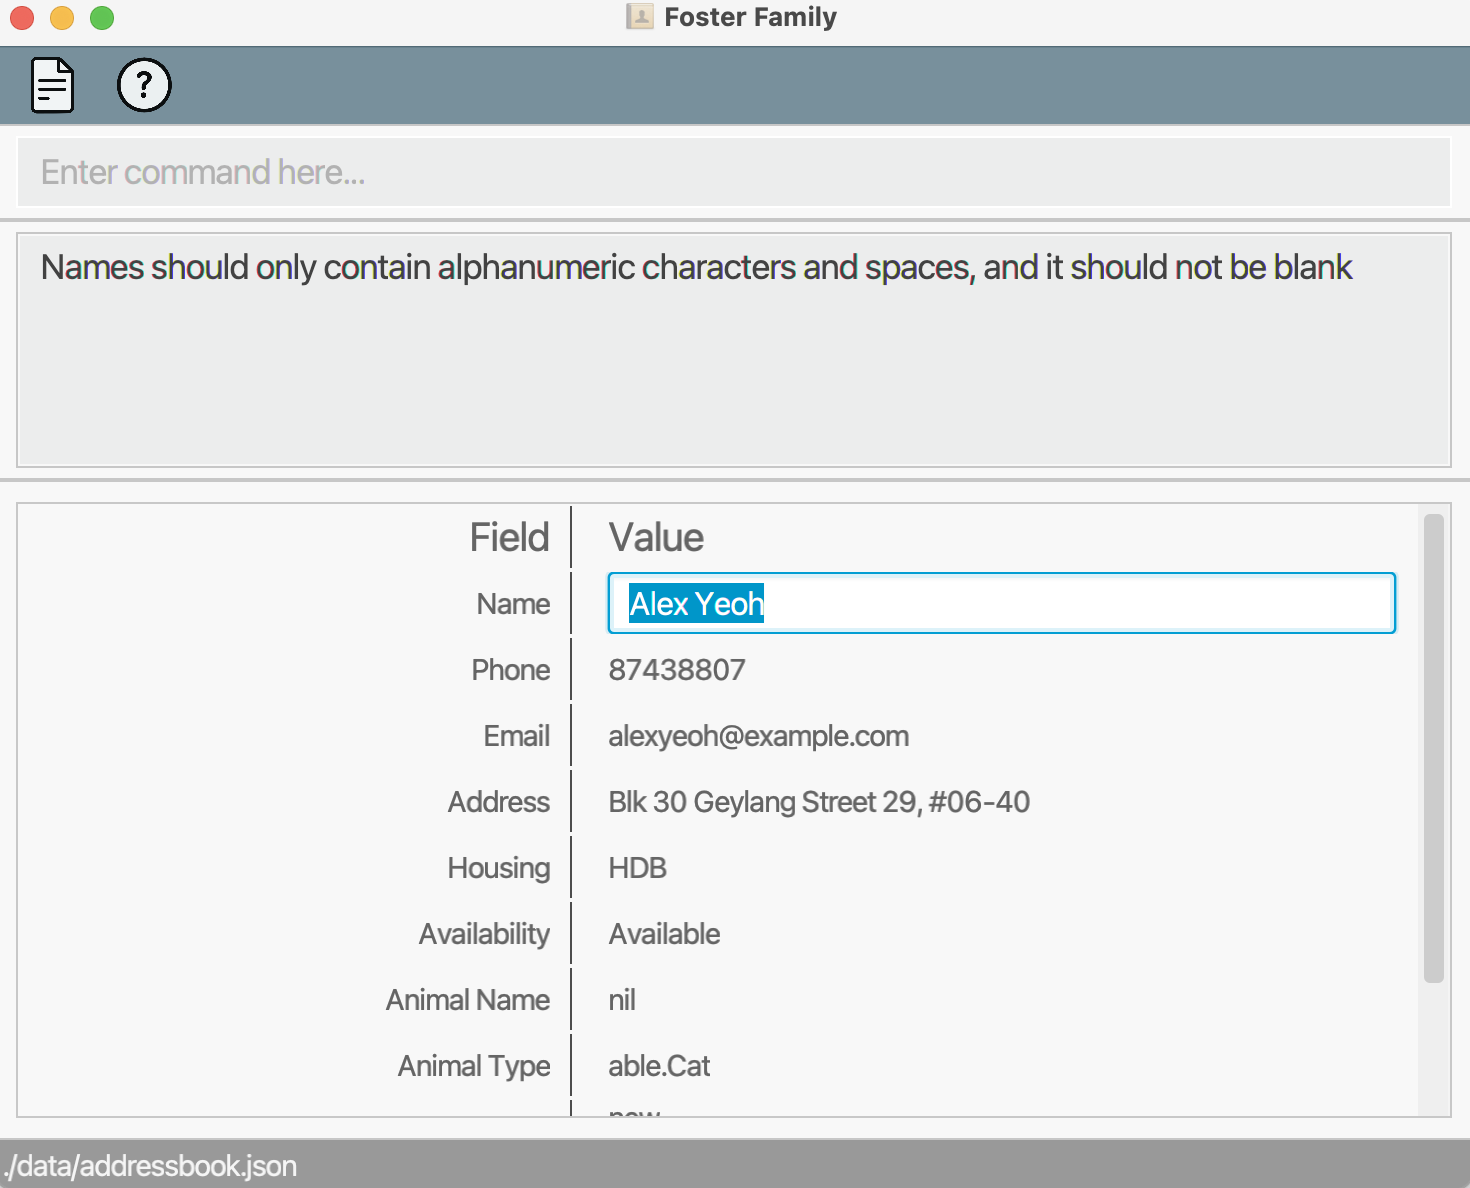 Foster Family
?
Enter command here...
Names should only contain alphanumeric characters and spaces, and it should not be blank
Field Value
Name Alex Yeoh
Phone 87438807
Email alexyeoh@example.com
Address Blk 30 Geylang Street 29, #06-40
Housing HDB
Availability Available
Animal Name nil
Animal Type able.Cat
./data/addressbook.json